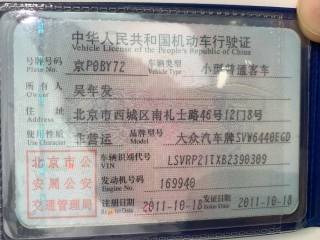 中华人民共和国机动车行驶证
Vehicle License of the People's Republic of China
号牌号码 京P0BY72 车辆类型 小型普通客车
Plate No. Vehicle Type
所有人 吴年发
Owner
住址 北京市西城区南礼士路46号12门8号
Address
使用性质 非营运 品牌型号 大众汽车牌SVW6440EGD
Use Character Model
北京市公安局公安交通管理局
车辆识别代号 LSVRP21TXB2390309
VIN
发动机号码 169940
Engine No.
注册日期 2011-10-18 发证日期 2011-10-18
Register Date Issue Date